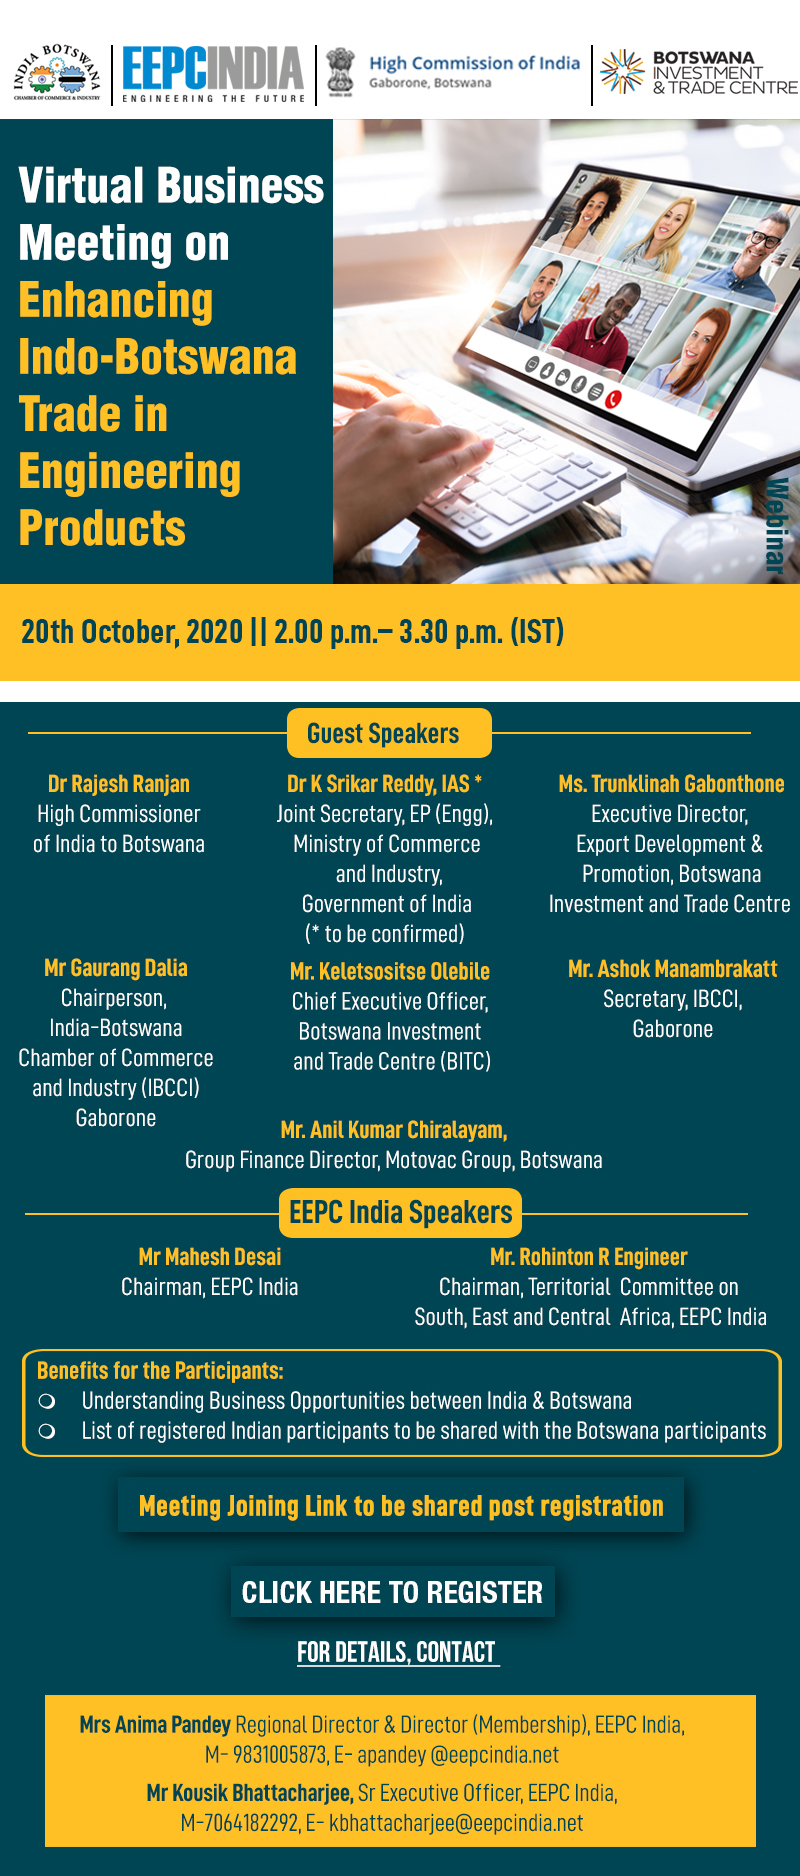 INDIA BOTSWANA
CHAMBER OF COMMERCE & INDUSTRY
EEPCINDIA
ENGINEERING THE FUTURE
High Commission of India
Gaborone, Botswana
BOTSWANA
INVESTMENT
& TRADE CENTRE
Virtual Business
Meeting on
Enhancing
Indo-Botswana
Trade in
Engineering
Products
Webinar
20th October, 2020 || 2.00 p.m.– 3.30 p.m. (IST)
Guest Speakers
Dr Rajesh Ranjan
High Commissioner
of India to Botswana
Dr K Srikar Reddy, IAS *
Joint Secretary, EP (Engg),
Ministry of Commerce
and Industry,
Government of India
(* to be confirmed)
Ms. Trunklinah Gabonthone
Executive Director,
Export Development &
Promotion, Botswana
Investment and Trade Centre
Mr Gaurang Dalia
Chairperson,
India-Botswana
Chamber of Commerce
and Industry (IBCCI)
Gaborone
Mr. Keletsositse Olebile
Chief Executive Officer,
Botswana Investment
and Trade Centre (BITC)
Mr. Ashok Manambrakatt
Secretary, IBCCI,
Gaborone
Mr. Anil Kumar Chiralayam,
Group Finance Director, Motovac Group, Botswana
EEPC India Speakers
Mr Mahesh Desai
Chairman, EEPC India
Mr. Rohinton R Engineer
Chairman, Territorial Committee on
South, East and Central Africa, EEPC India
Benefits for the Participants:
❍ Understanding Business Opportunities between India & Botswana
❍ List of registered Indian participants to be shared with the Botswana participants
Meeting Joining Link to be shared post registration
CLICK HERE TO REGISTER
FOR DETAILS, CONTACT
Mrs Anima Pandey Regional Director & Director (Membership), EEPC India,
M- 9831005873, E- apandey @eepcindia.net
Mr Kousik Bhattacharjee, Sr Executive Officer, EEPC India,
M-7064182292, E- kbhattacharjee@eepcindia.net